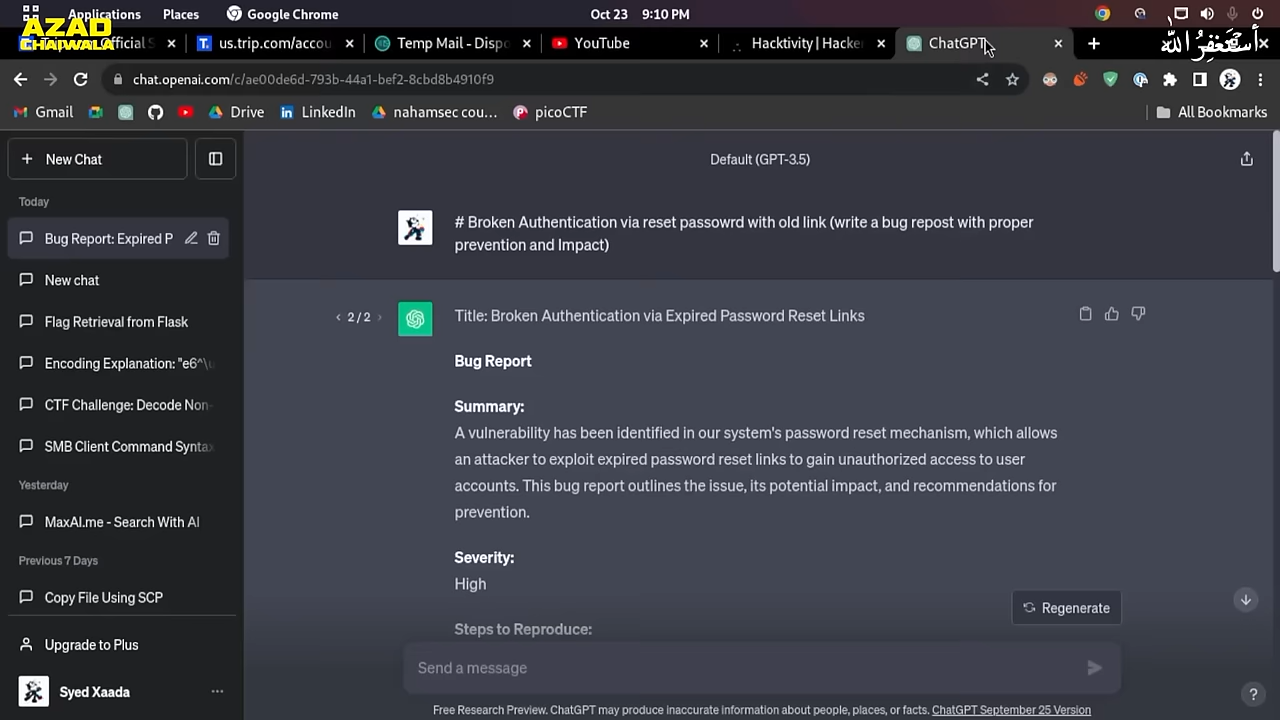 Applications Places Google Chrome Oct 23 9:10 PM
AZAD
CHAIWALA
أستغفر الله
Official S us.trip.com/accou Temp Mail - Dispo YouTube Hacktivity | Hacke ChatGPT
chat.openai.com/c/ae00de6d-793b-44a1-bef2-8cbd8b4910f9
Gmail Drive LinkedIn nahamsec cou... picoCTF All Bookmarks
New Chat
Default (GPT-3.5)
Today
Bug Report: Expired P
New chat
Flag Retrieval from Flask
Encoding Explanation: "e6^\u
CTF Challenge: Decode Non-
SMB Client Command Syntax
Yesterday
MaxAI.me - Search With AI
Previous 7 Days
Copy File Using SCP
Upgrade to Plus
Syed Xaada
# Broken Authentication via reset passowrd with old link (write a bug repost with proper
prevention and Impact)
2 / 2
Title: Broken Authentication via Expired Password Reset Links
Bug Report
Summary:
A vulnerability has been identified in our system's password reset mechanism, which allows
an attacker to exploit expired password reset links to gain unauthorized access to user
accounts. This bug report outlines the issue, its potential impact, and recommendations for
prevention.
Severity:
High
Regenerate
Steps to Reproduce:
Send a message
Free Research Preview. ChatGPT may produce inaccurate information about people, places, or facts. ChatGPT September 25 Version
?